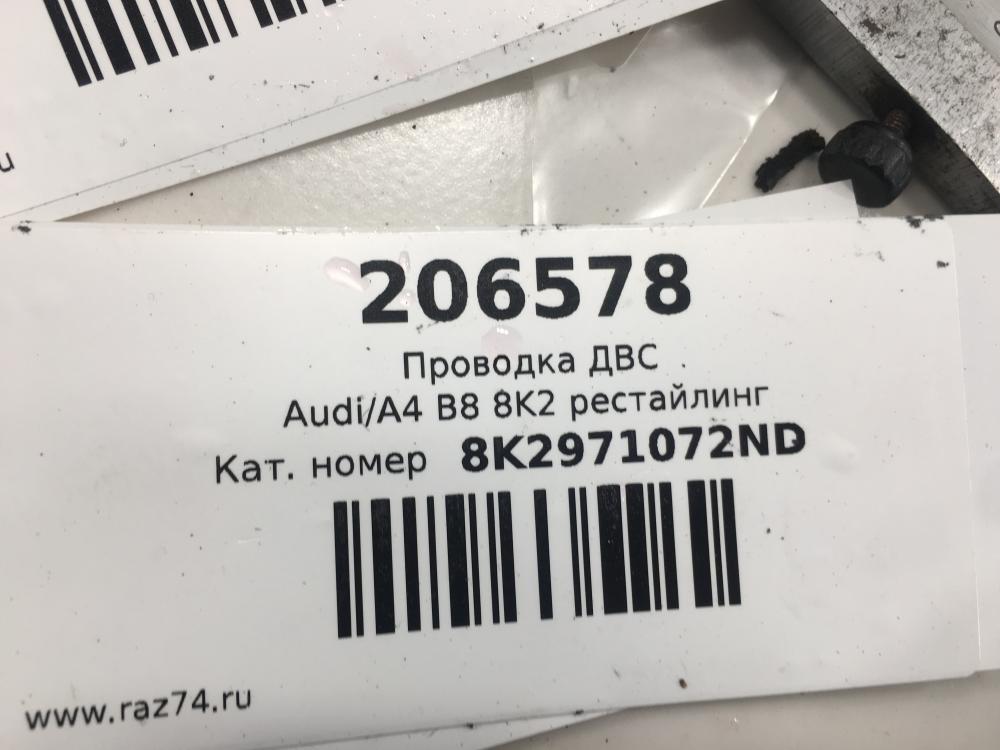 206578
Проводка ДВС
Audi/A4 B8 8K2 рестайлинг
Кат. номер 8K2971072ND
www.raz74.ru